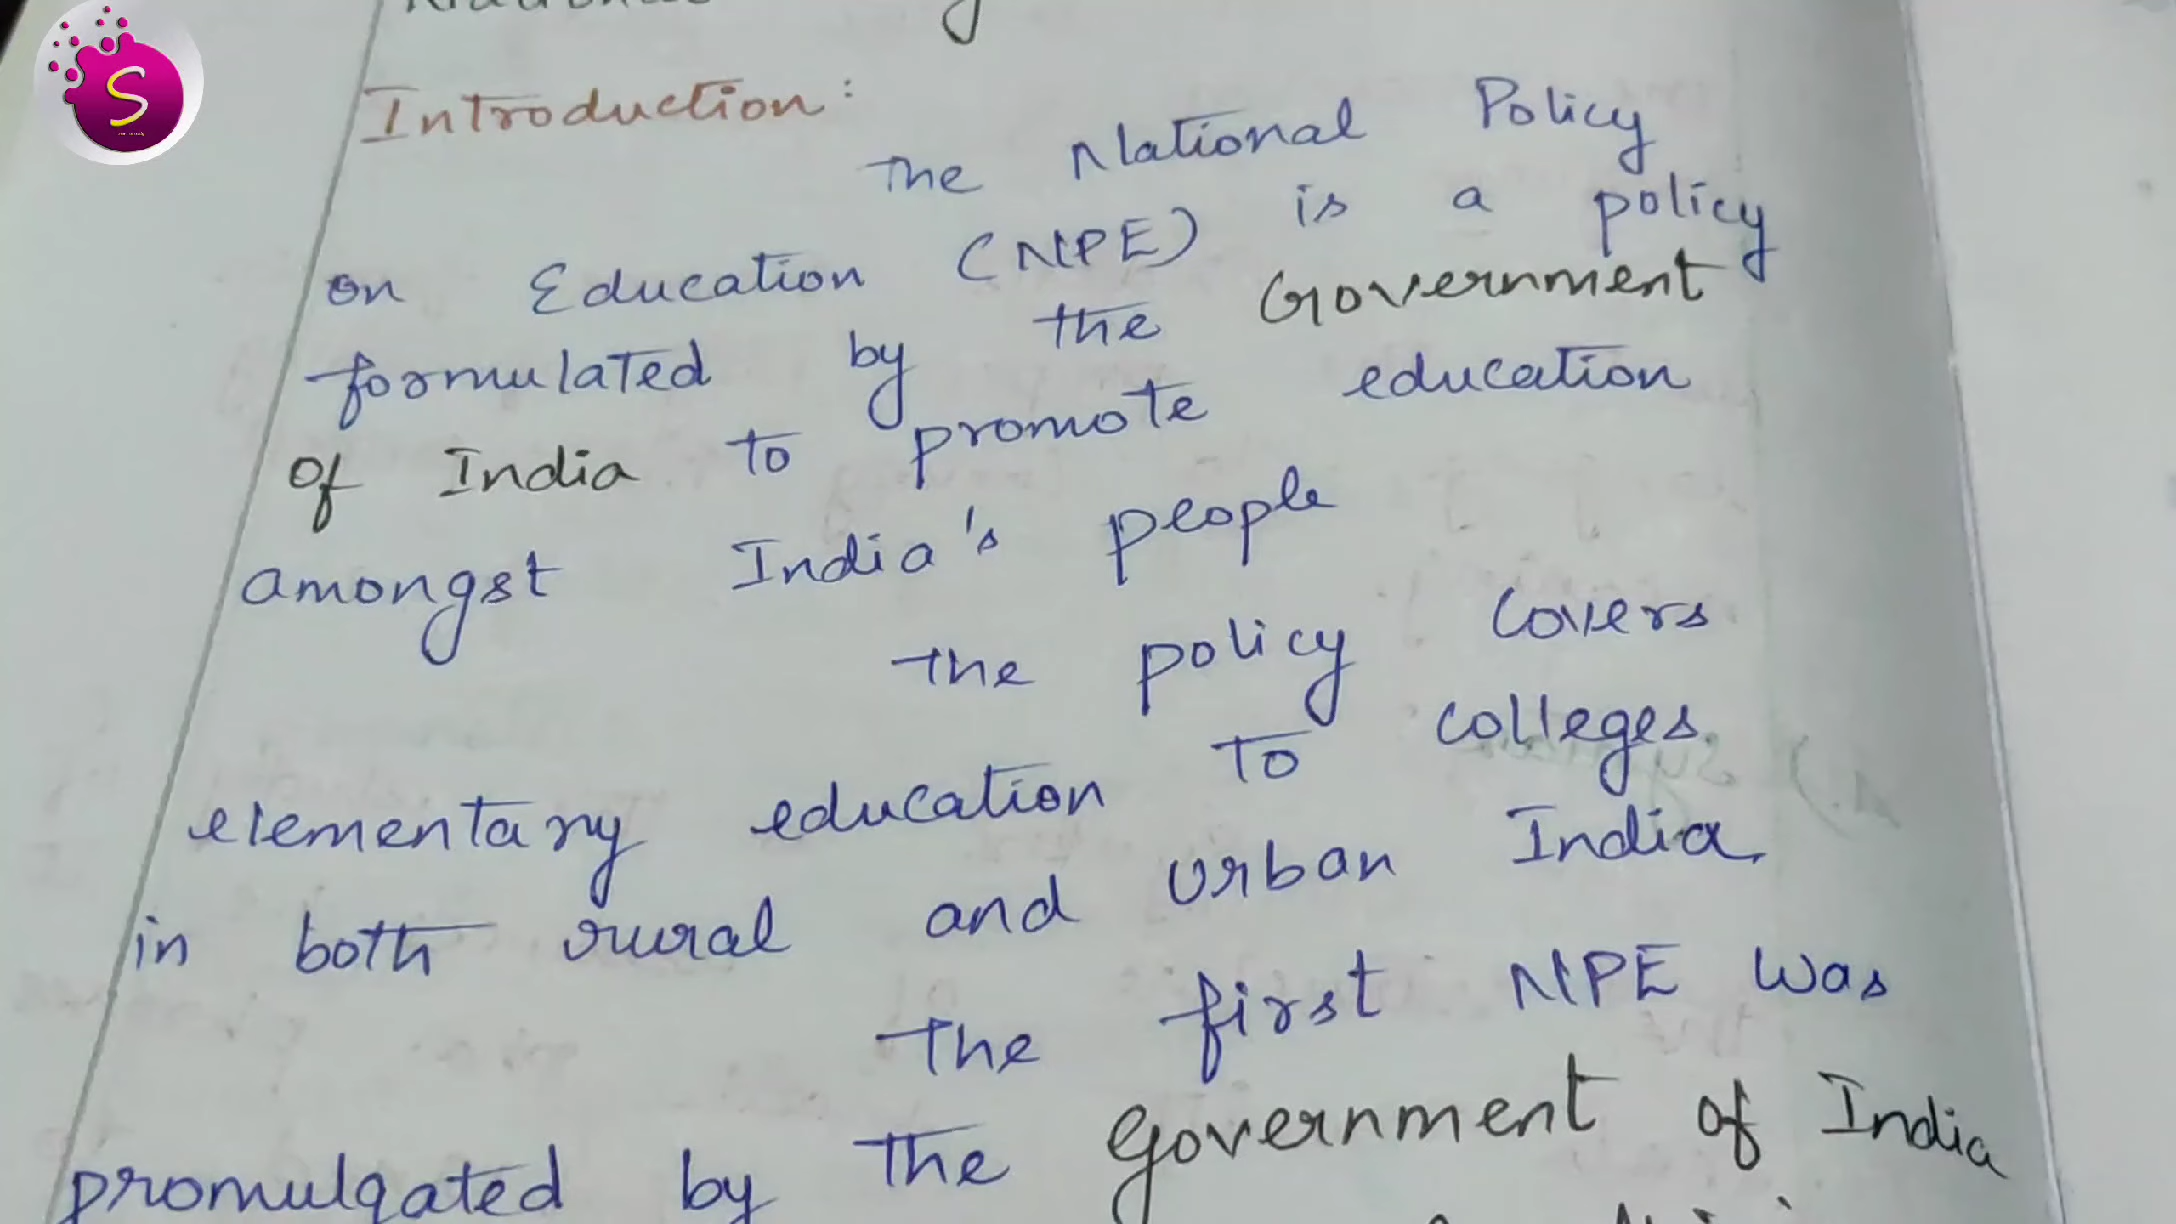 S
Introduction:
The National Policy
on Education (NPE) is a policy
formulated by the Government
of India to promote education
amongst India's people
The policy Covers
elementary education to colleges.
in both rural and Urban India.
The first NPE was
promulgated by the Government of India